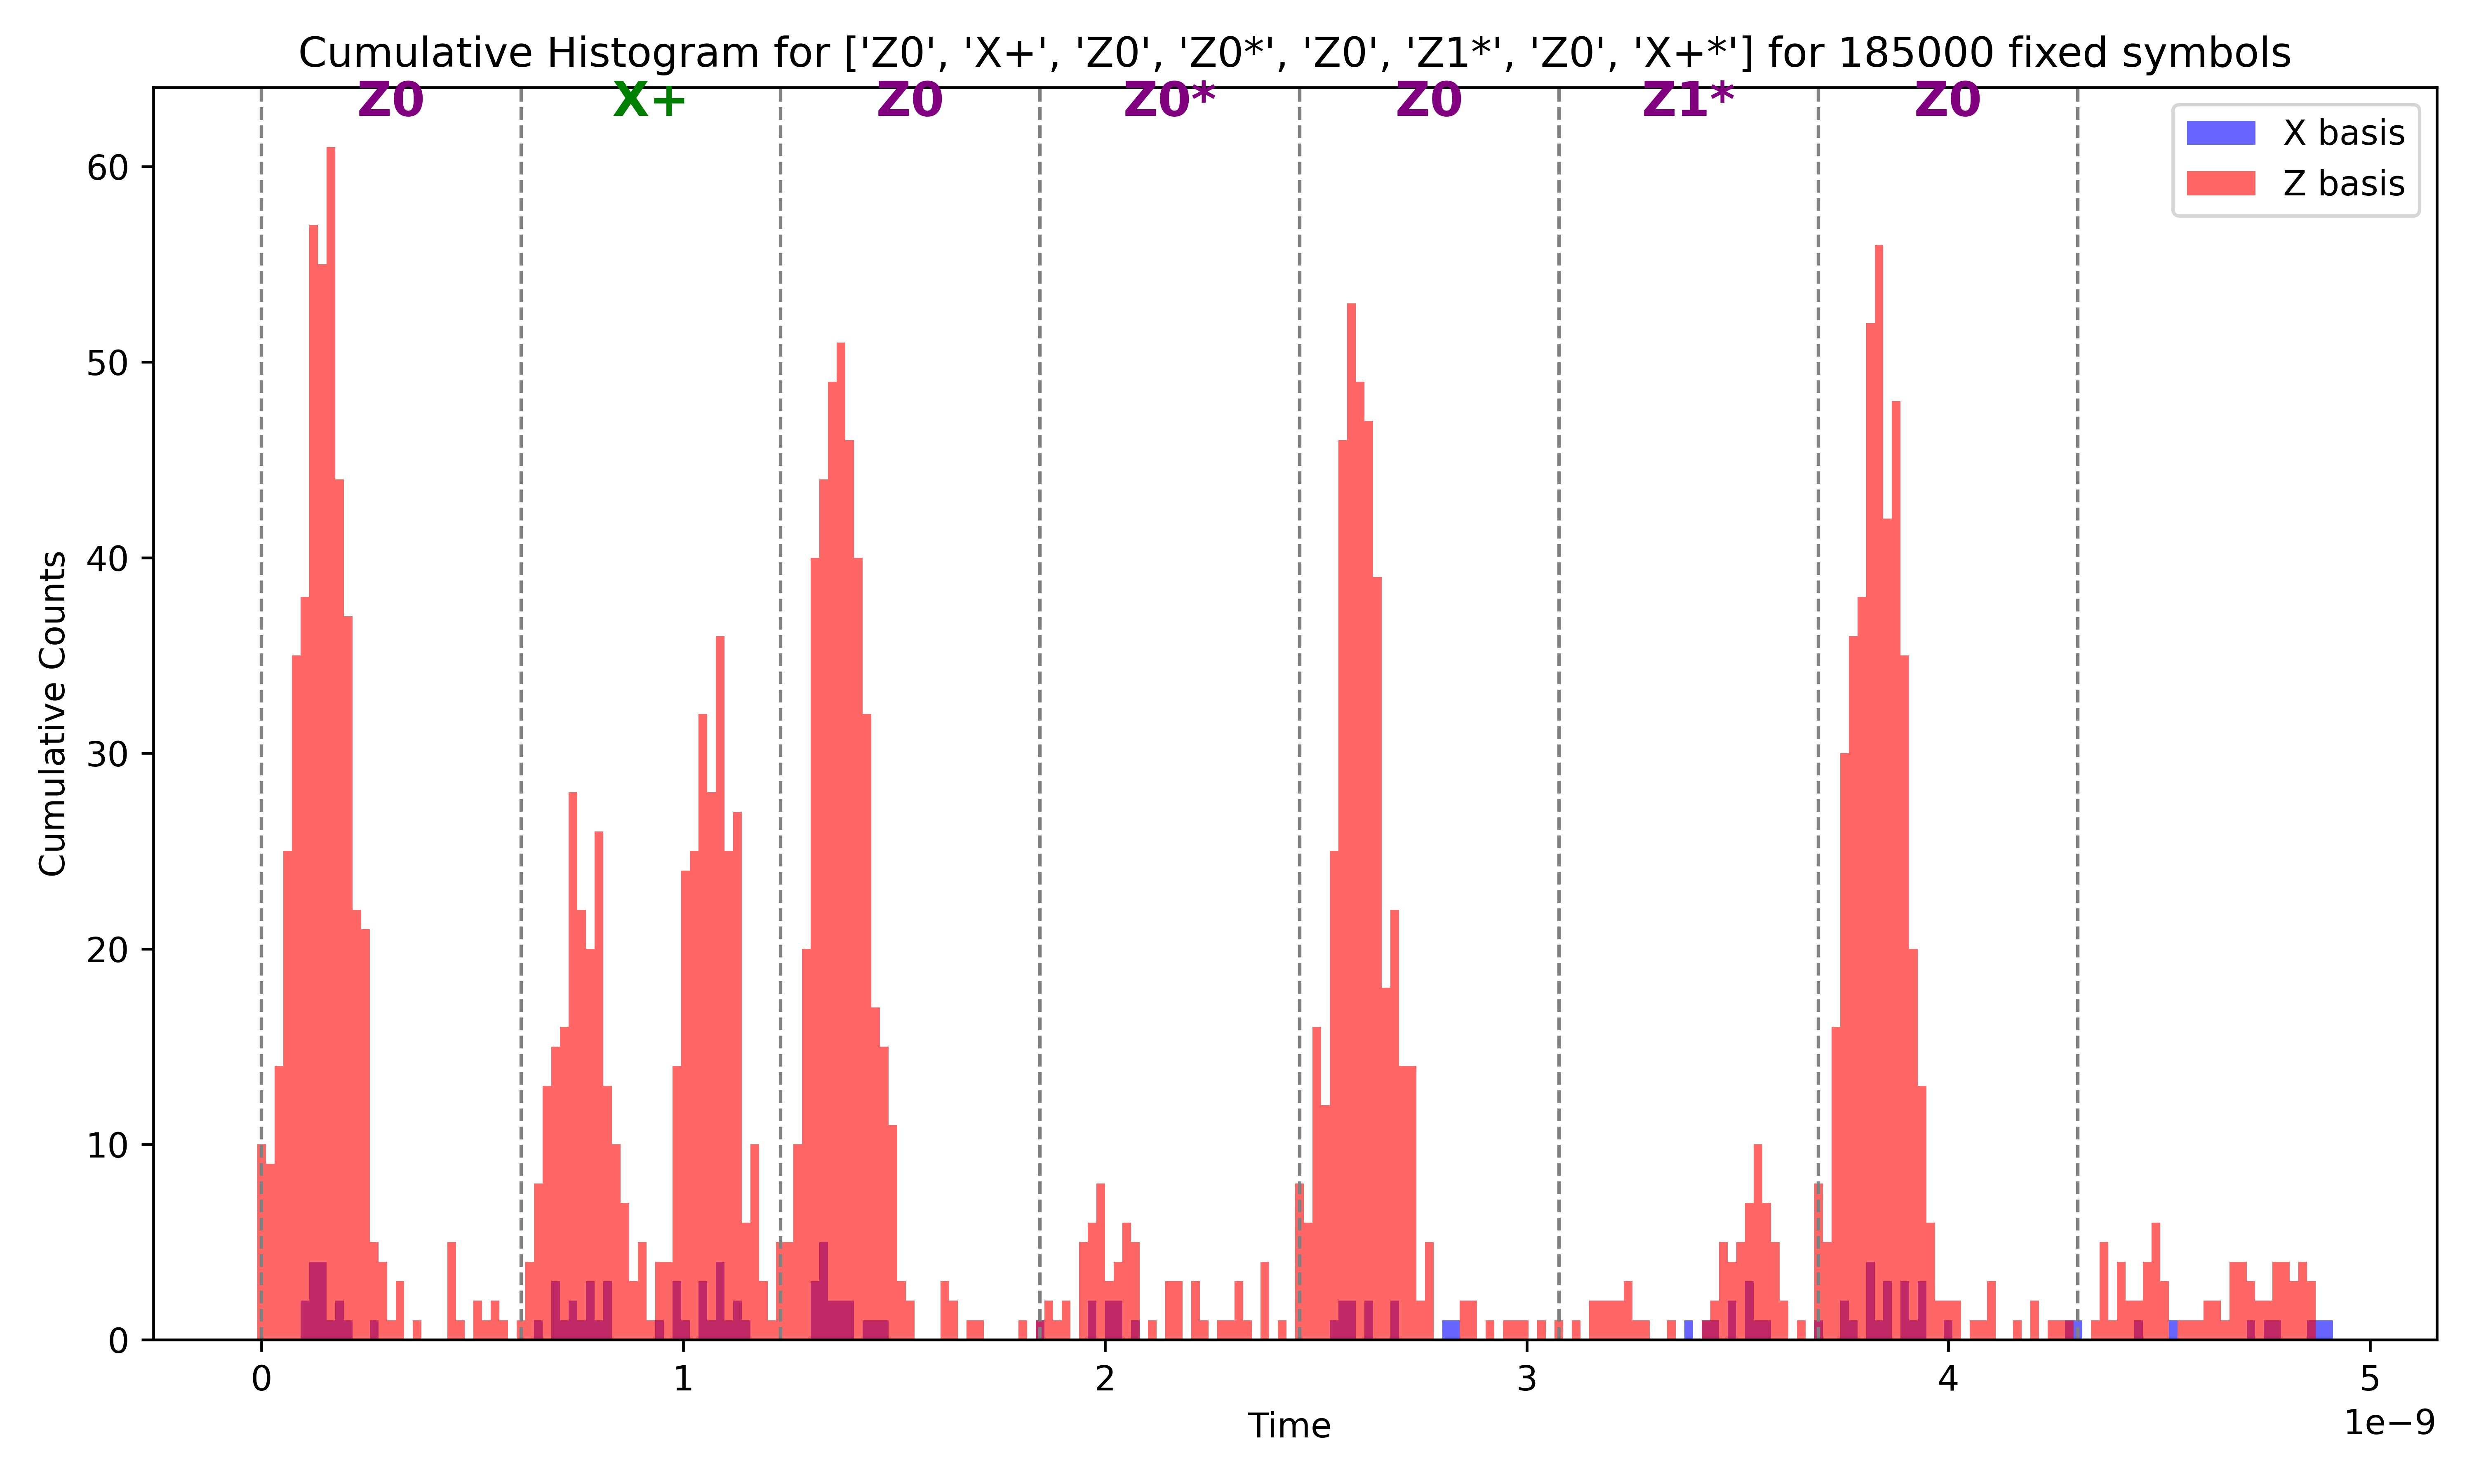 Cumulative Histogram for ['Z0', 'X+', 'Z0', 'Z0*', 'Z0', 'Z1*', 'Z0', 'X+*'] for 185000 fixed symbols
Z0 X+ Z0 Z0* Z0 Z1* Z0
X basis
Z basis
60
50
40
30
20
10
0
Cumulative Counts
0 1 2 3 4 5
Time
1e−9